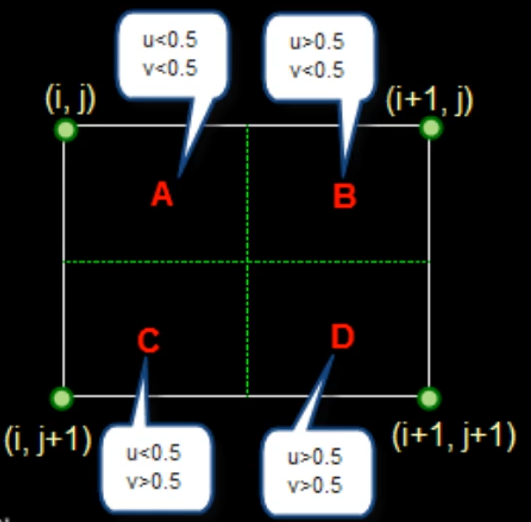 u<0.5
v<0.5
u>0.5
v<0.5
(i, j)
(i+1, j)
A
B
C
D
(i, j+1)
(i+1, j+1)
u<0.5
v>0.5
u>0.5
v>0.5